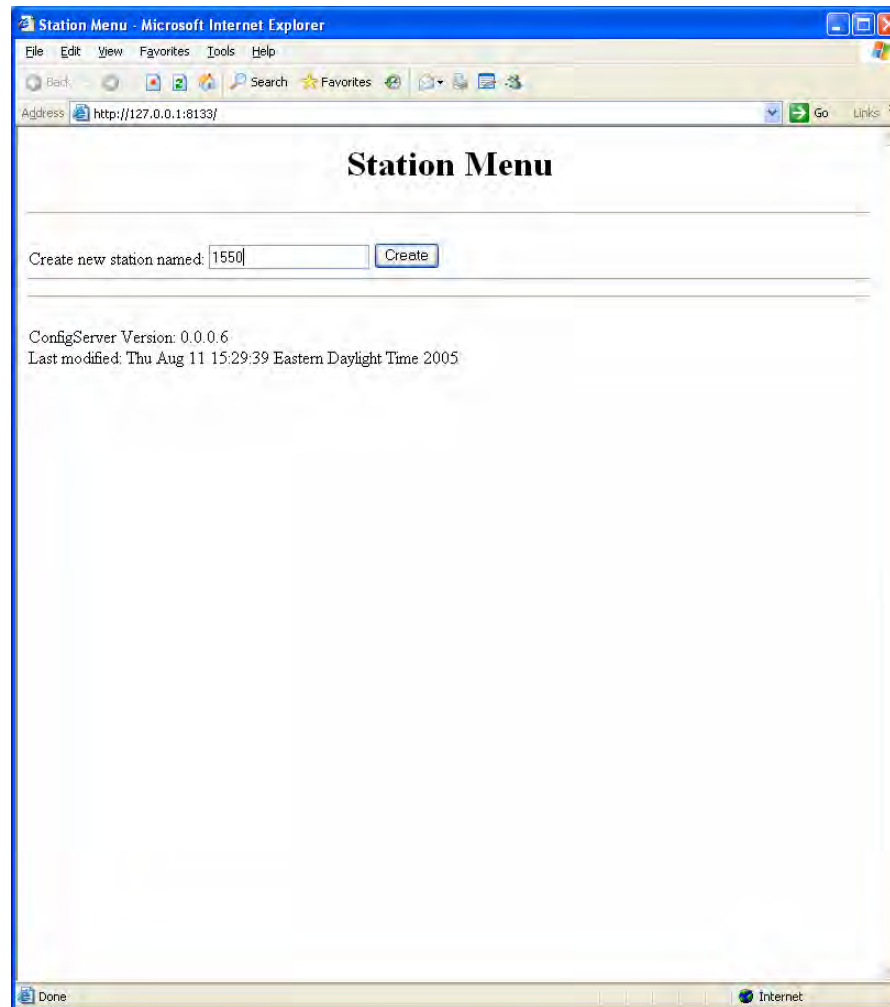 Station Menu - Microsoft Internet Explorer
File Edit View Favorites Tools Help
Back Search Favorites
Address http://127.0.0.1:8133/ Go Links
Station Menu
Create new station named: 1550 Create
ConfigServer Version: 0.0.0.6
Last modified: Thu Aug 11 15:29:39 Eastern Daylight Time 2005
Done Internet